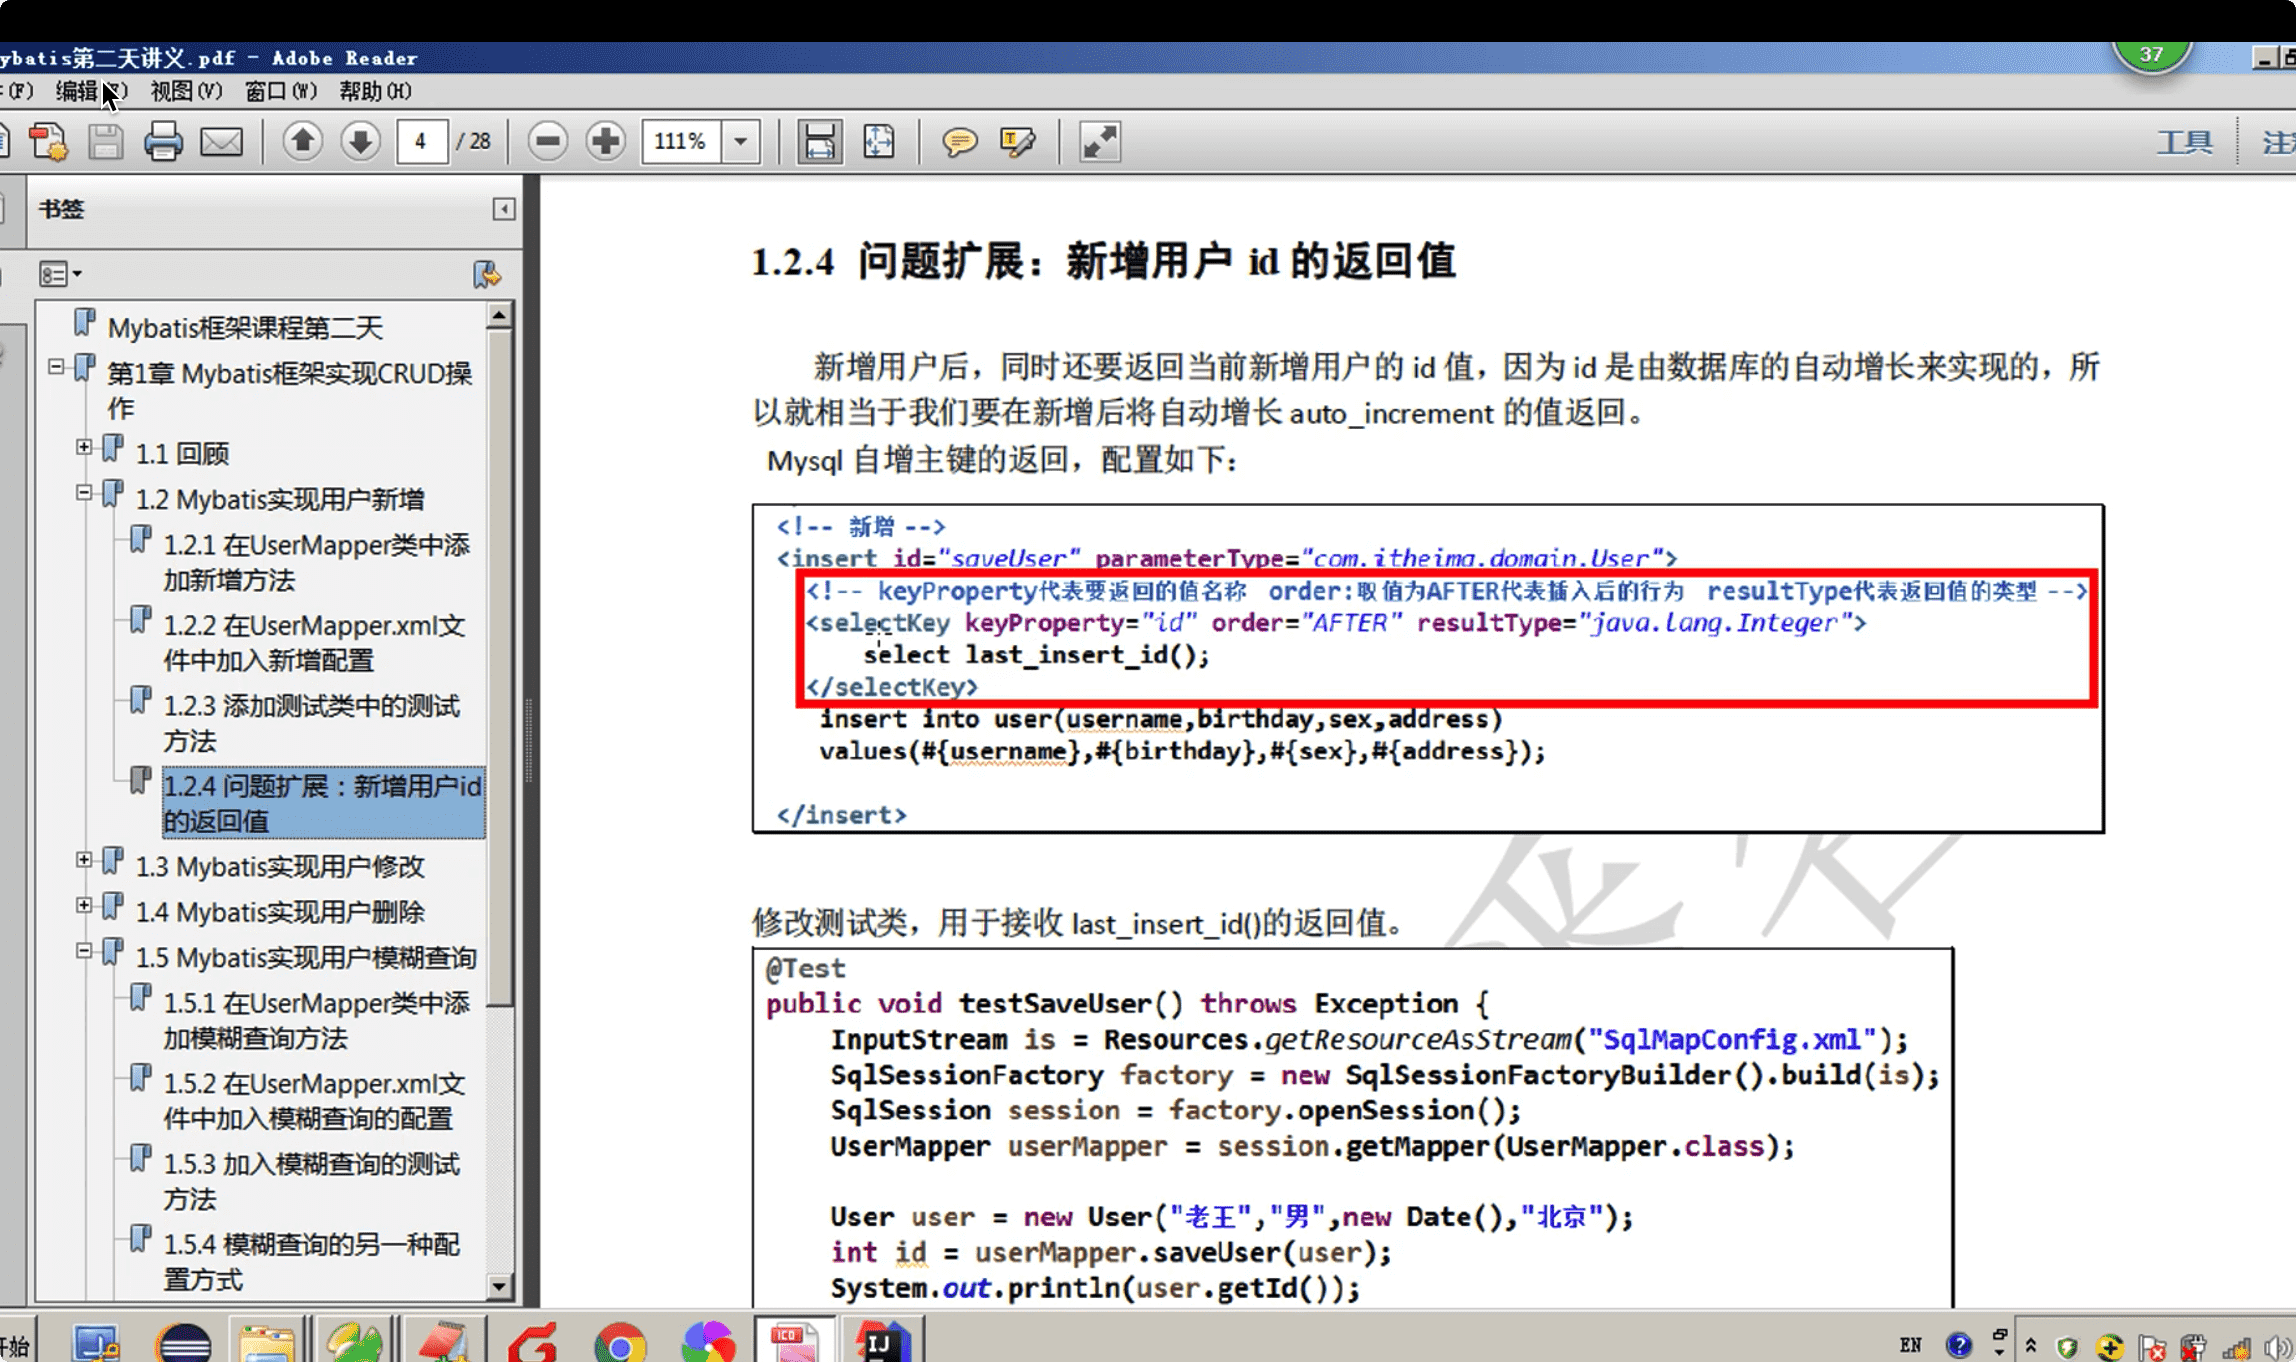 ybatis第二天讲义.pdf - Adobe Reader
37
(F) 编辑(E) 视图(V) 窗口(W) 帮助(H)
4 / 28 111% 工具
书签
Mybatis框架课程第二天
第1章 Mybatis框架实现CRUD操
作
1.1 回顾
1.2 Mybatis实现用户新增
1.2.1 在UserMapper类中添
加新增方法
1.2.2 在UserMapper.xml文
件中加入新增配置
1.2.3 添加测试类中的测试
方法
1.2.4 问题扩展：新增用户id
的返回值
1.3 Mybatis实现用户修改
1.4 Mybatis实现用户删除
1.5 Mybatis实现用户模糊查询
1.5.1 在UserMapper类中添
加模糊查询方法
1.5.2 在UserMapper.xml文
件中加入模糊查询的配置
1.5.3 加入模糊查询的测试
方法
1.5.4 模糊查询的另一种配
置方式
1.2.4 问题扩展：新增用户 id 的返回值
新增用户后，同时还要返回当前新增用户的 id 值，因为 id 是由数据库的自动增长来实现的，所
以就相当于我们要在新增后将自动增长 auto_increment 的值返回。
Mysql 自增主键的返回，配置如下：
<!-- 新增 -->
<insert id="saveUser" parameterType="com.itheima.domain.User">
<!-- keyProperty代表要返回的值名称 order:取值为AFTER代表插入后的行为 resultType代表返回值的类型 -->
<selectKey keyProperty="id" order="AFTER" resultType="java.lang.Integer">
select last_insert_id();
</selectKey>
insert into user(username,birthday,sex,address)
values(#{username},#{birthday},#{sex},#{address});
</insert>
修改测试类，用于接收 last_insert_id()的返回值。
@Test
public void testSaveUser() throws Exception {
InputStream is = Resources.getResourceAsStream("SqlMapConfig.xml");
SqlSessionFactory factory = new SqlSessionFactoryBuilder().build(is);
SqlSession session = factory.openSession();
UserMapper userMapper = session.getMapper(UserMapper.class);
User user = new User("老王","男",new Date(),"北京");
int id = userMapper.saveUser(user);
System.out.println(user.getId());
开始
ICO
IJ
EN